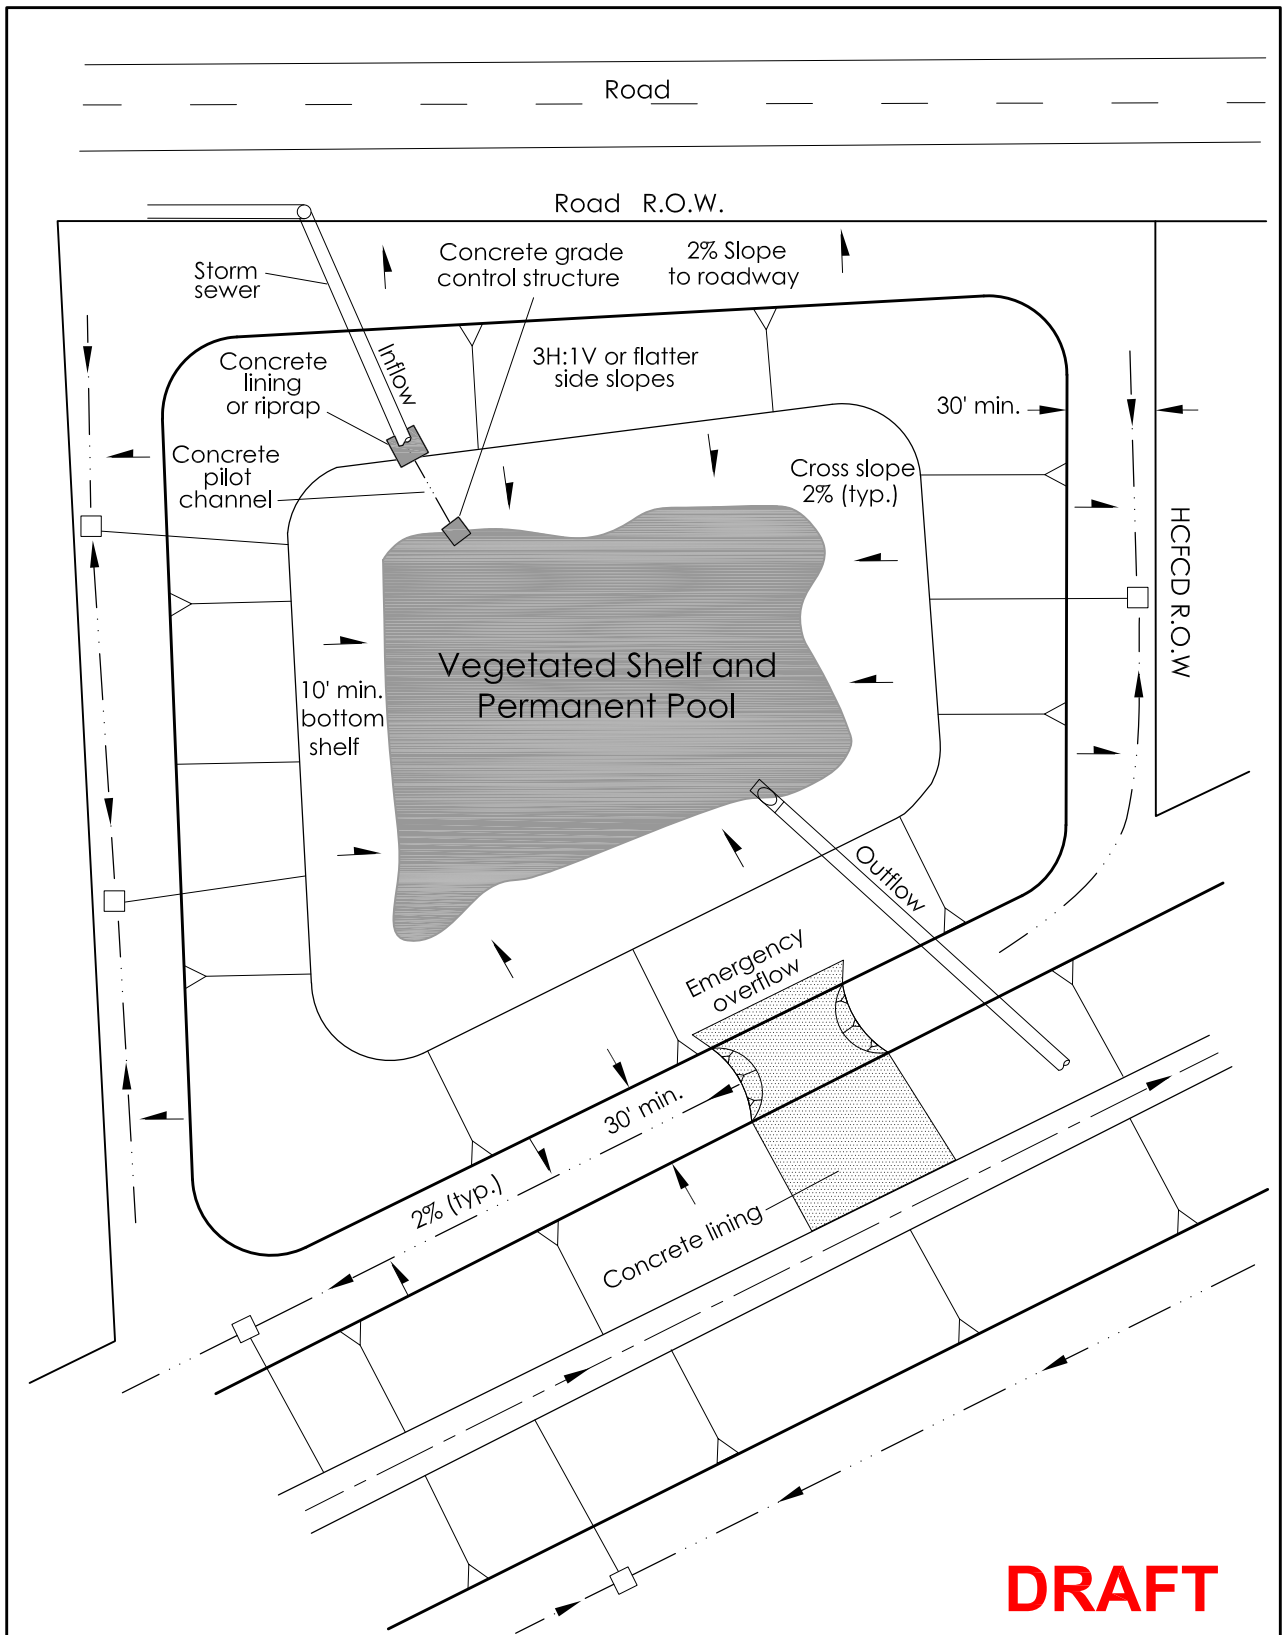 Road
Road R.O.W.
Storm
sewer
Concrete grade
control structure
2% Slope
to roadway
Inflow
Concrete
lining
or riprap
3H:1V or flatter
side slopes
30' min.
Concrete
pilot
channel
Cross slope
2% (typ.)
HCFCD R.O.W
Vegetated Shelf and
Permanent Pool
10' min.
bottom
shelf
Outflow
Emergency
overflow
30' min.
2% (typ.)
Concrete lining
DRAFT